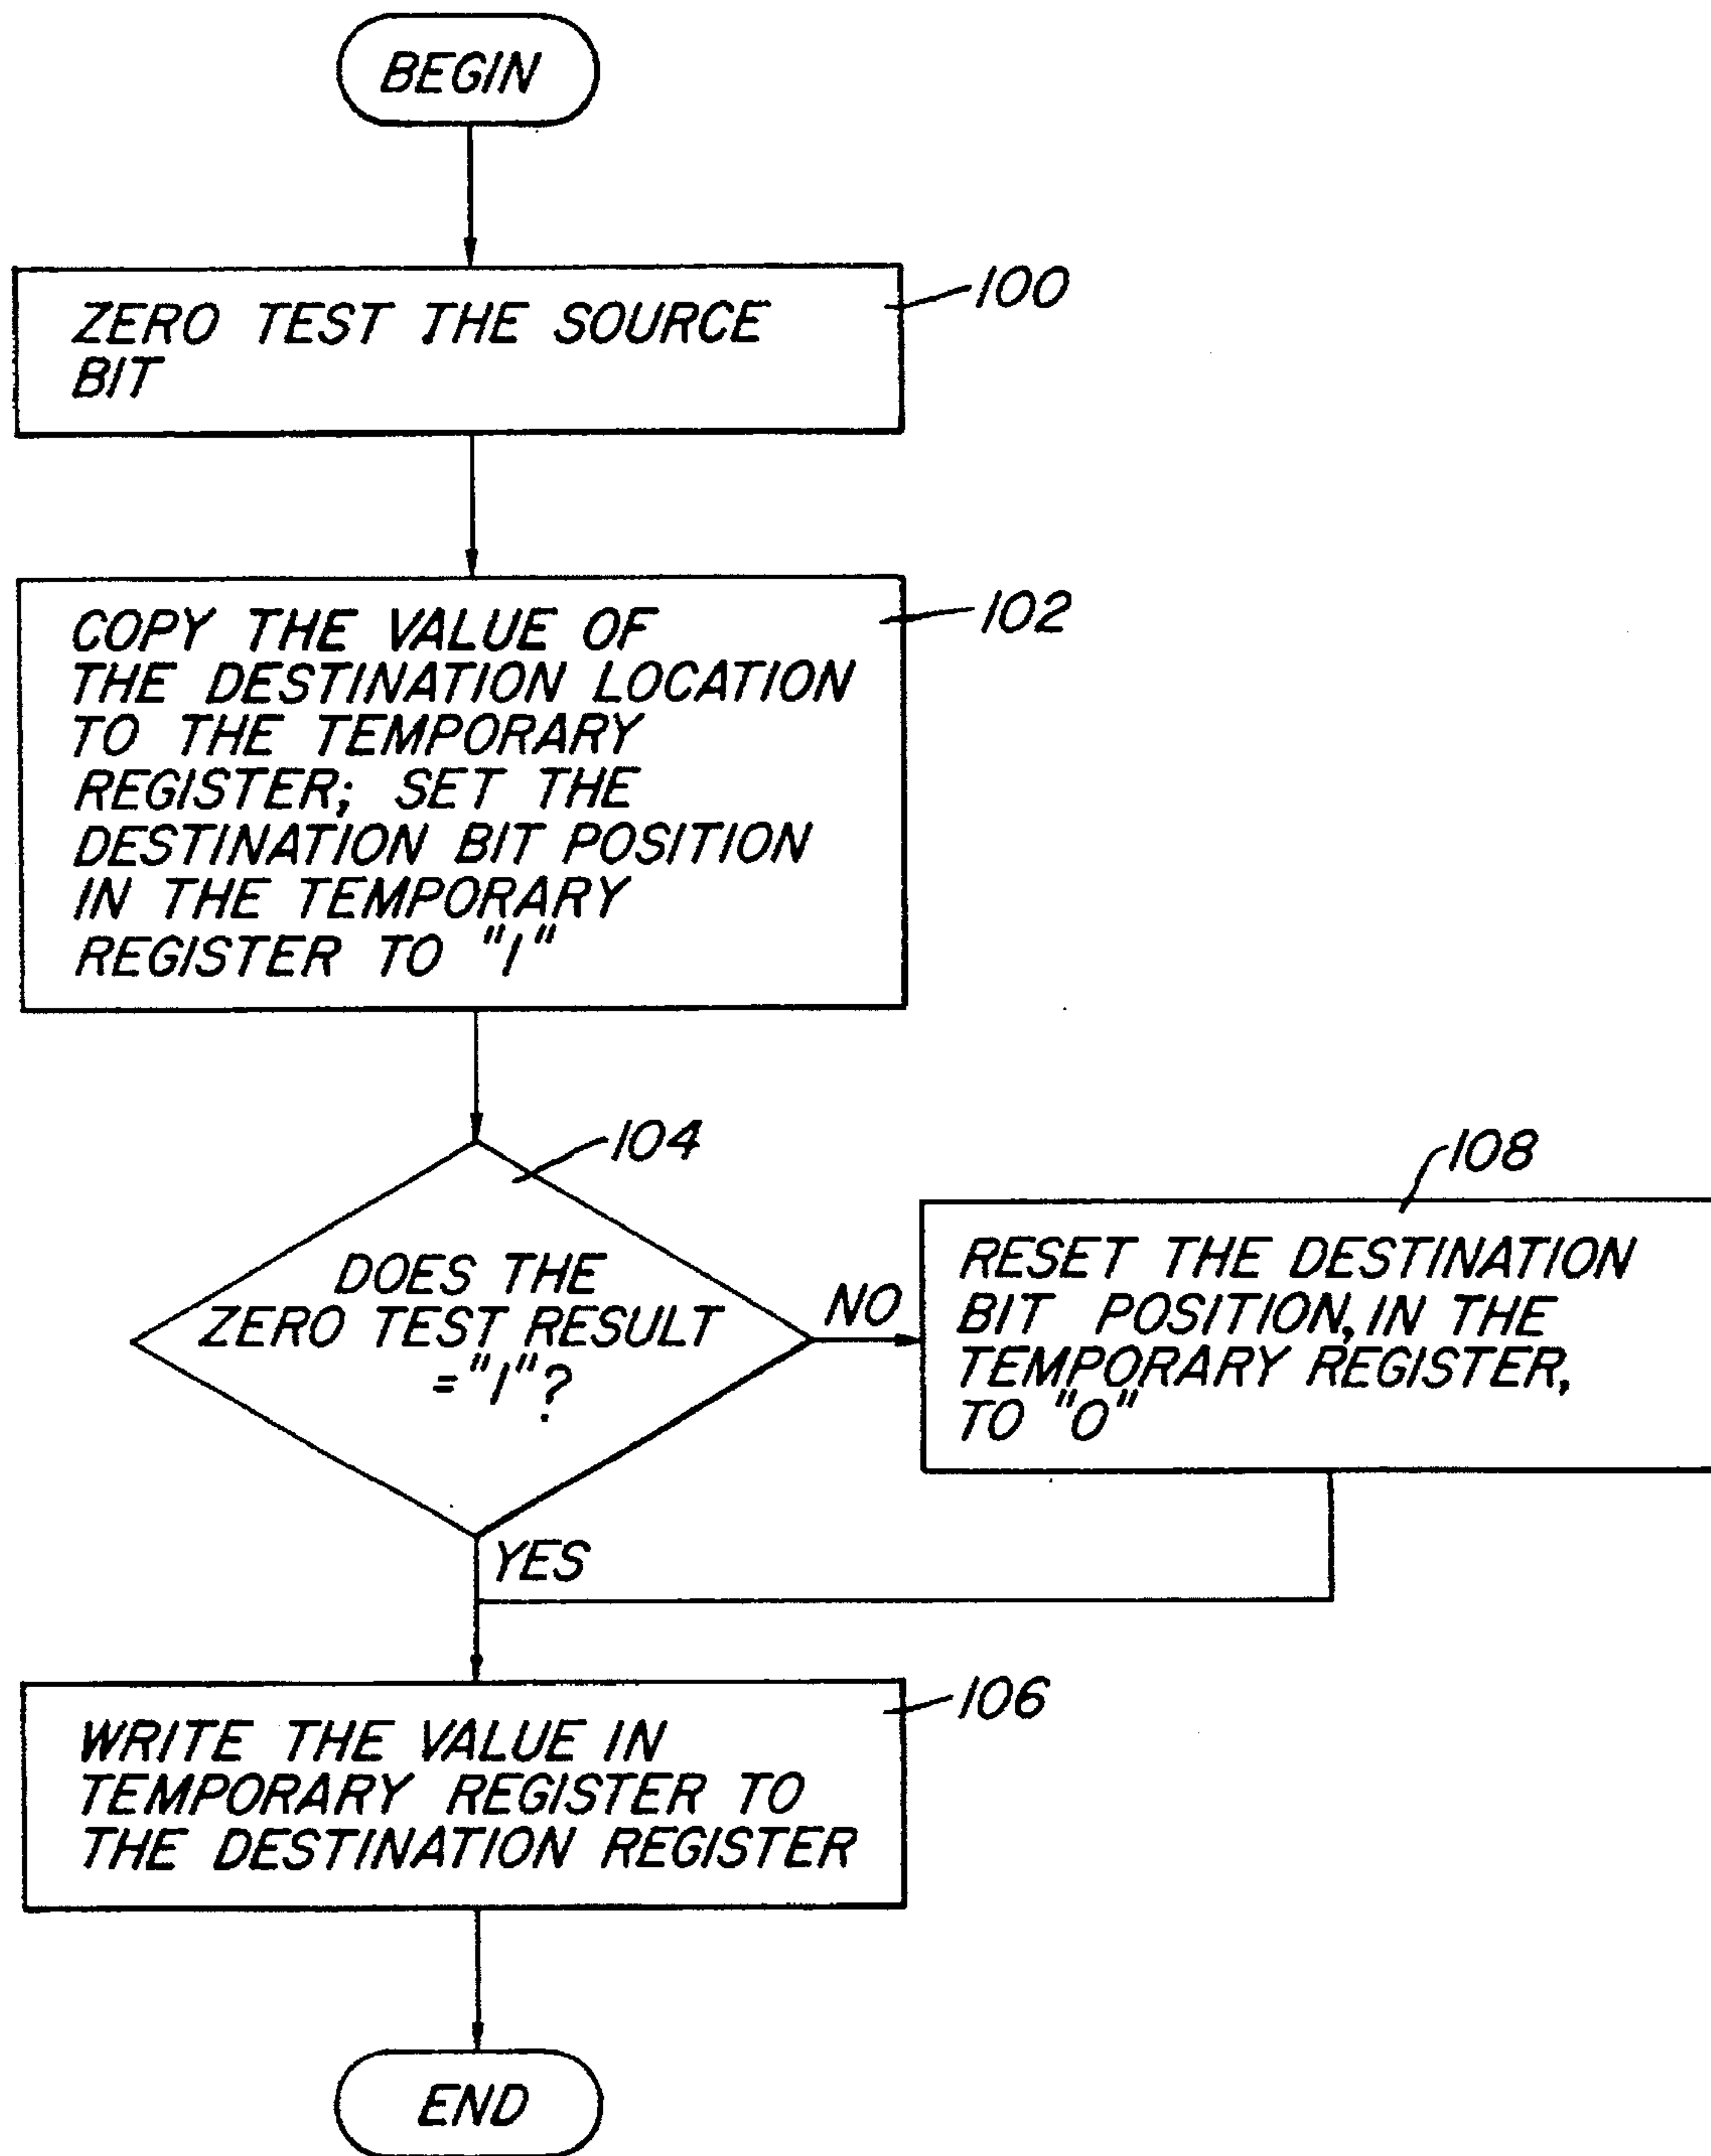 BEGIN
ZERO TEST THE SOURCE
BIT
100
COPY THE VALUE OF
THE DESTINATION LOCATION
TO THE TEMPORARY
REGISTER; SET THE
DESTINATION BIT POSITION
IN THE TEMPORARY
REGISTER TO "1"
102
104
DOES THE
ZERO TEST RESULT
="1"?
NO
108
RESET THE DESTINATION
BIT POSITION, IN THE
TEMPORARY REGISTER,
TO "0"
YES
WRITE THE VALUE IN
TEMPORARY REGISTER TO
THE DESTINATION REGISTER
106
END